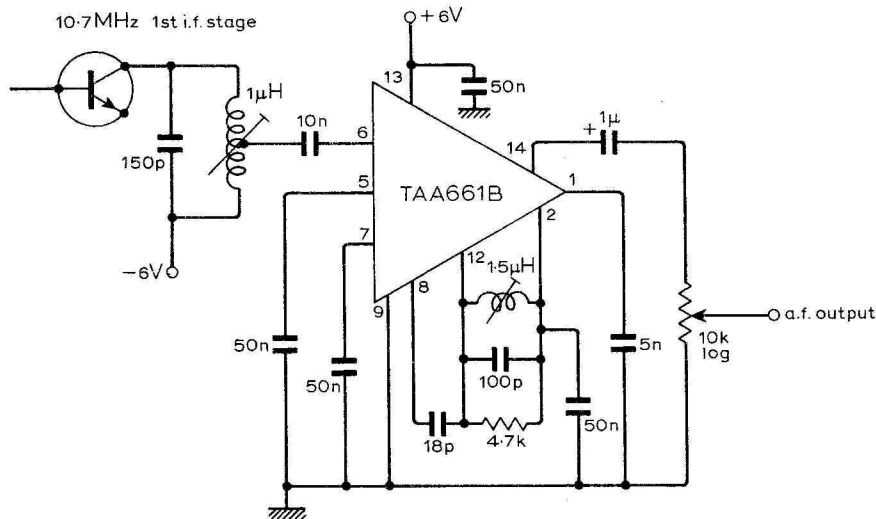 10·7MHz 1st i.f. stage
+6V
13
50n
1μH
10n
6
150p
14
+
1μ
5
TAA661B
1
2
7
12
−6V
1·5μH
8
9
a.f. output
10k
log
50n
50n
100p
5n
18p
4·7k
50n